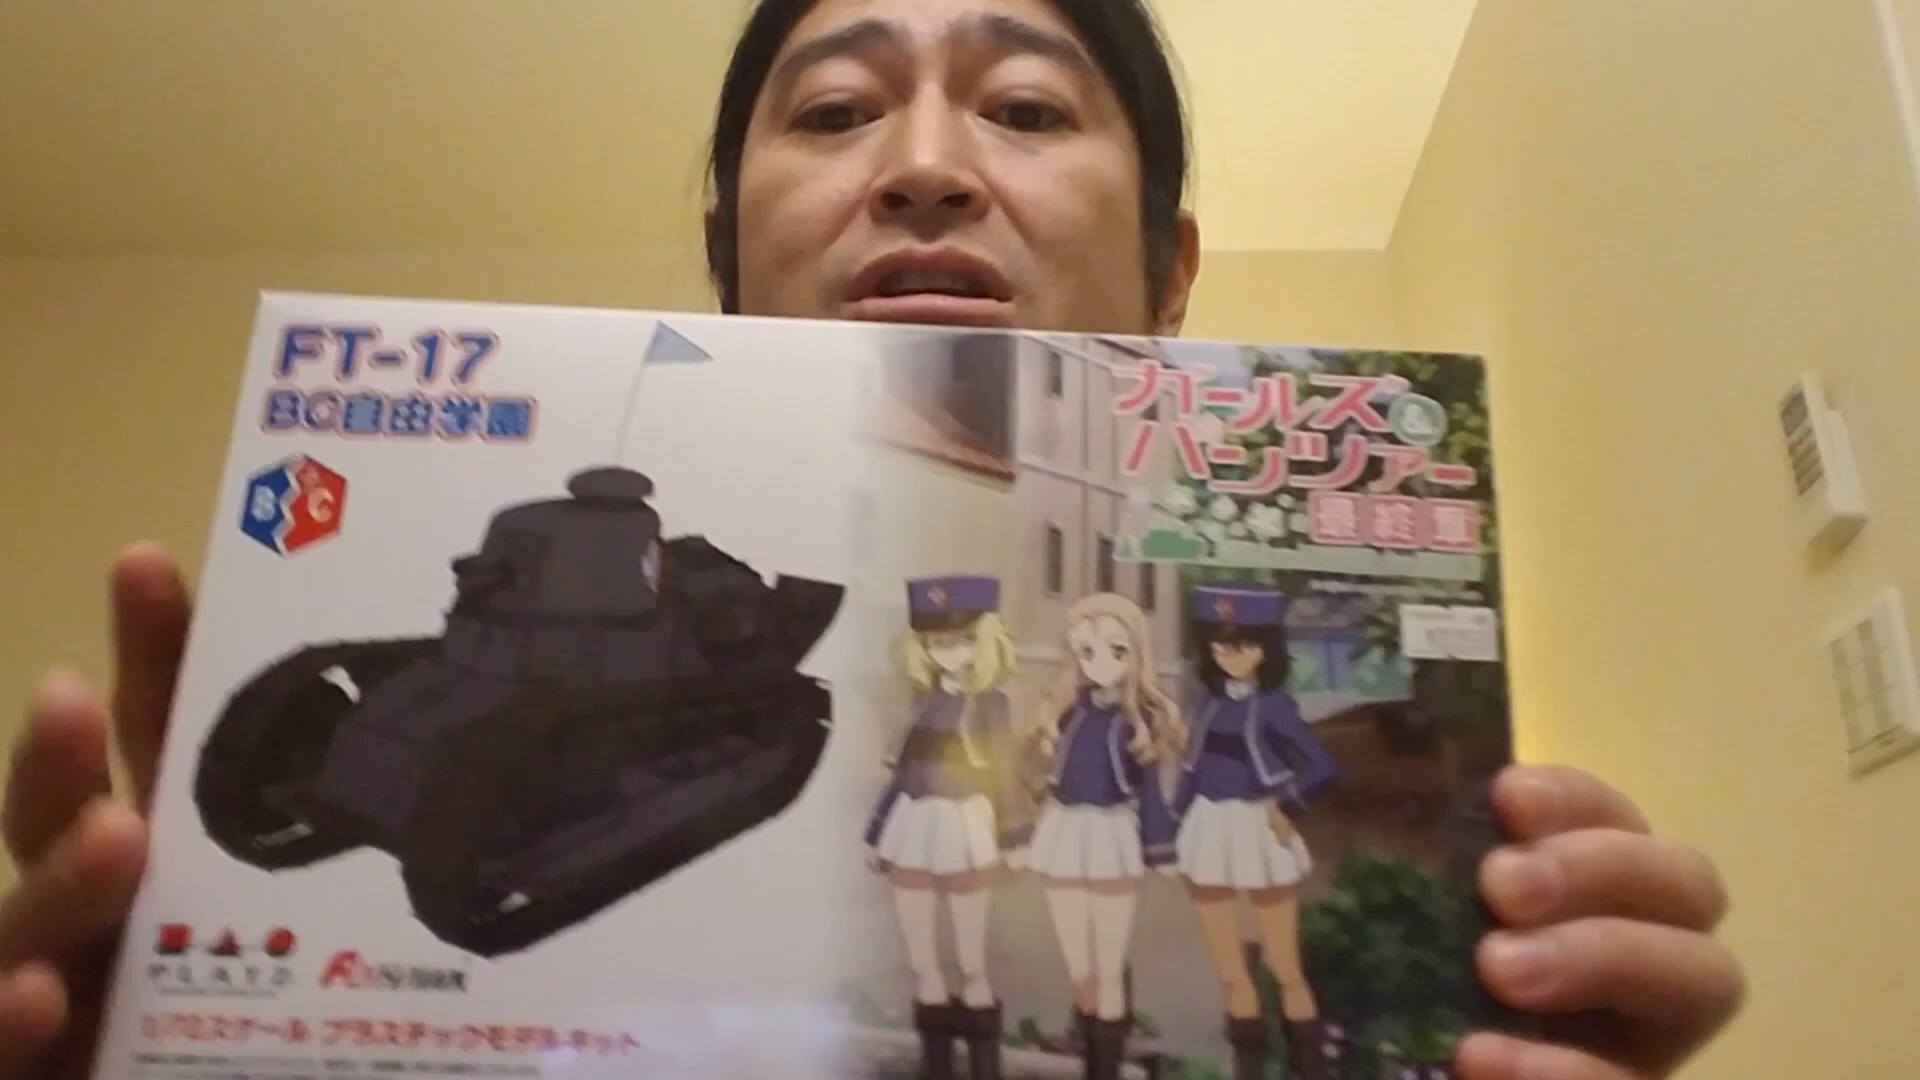 FT-17
BC自由学園
B C
ガールズ&
パンツァー
最終章
PLATZ
1/72スケール プラスチックモデルキット